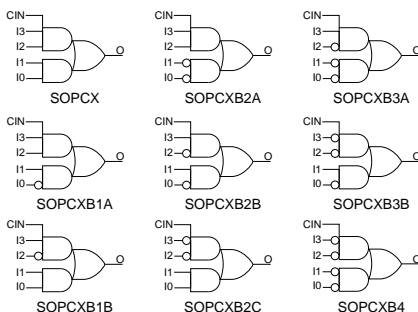 CIN
I3
I2
I1
I0
O
SOPCX
CIN
I3
I2
I1
I0
O
SOPCXB2A
CIN
I3
I2
I1
I0
O
SOPCXB3A
CIN
I3
I2
I1
I0
O
SOPCXB1A
CIN
I3
I2
I1
I0
O
SOPCXB2B
CIN
I3
I2
I1
I0
O
SOPCXB3B
CIN
I3
I2
I1
I0
O
SOPCXB1B
CIN
I3
I2
I1
I0
O
SOPCXB2C
CIN
I3
I2
I1
I0
O
SOPCXB4